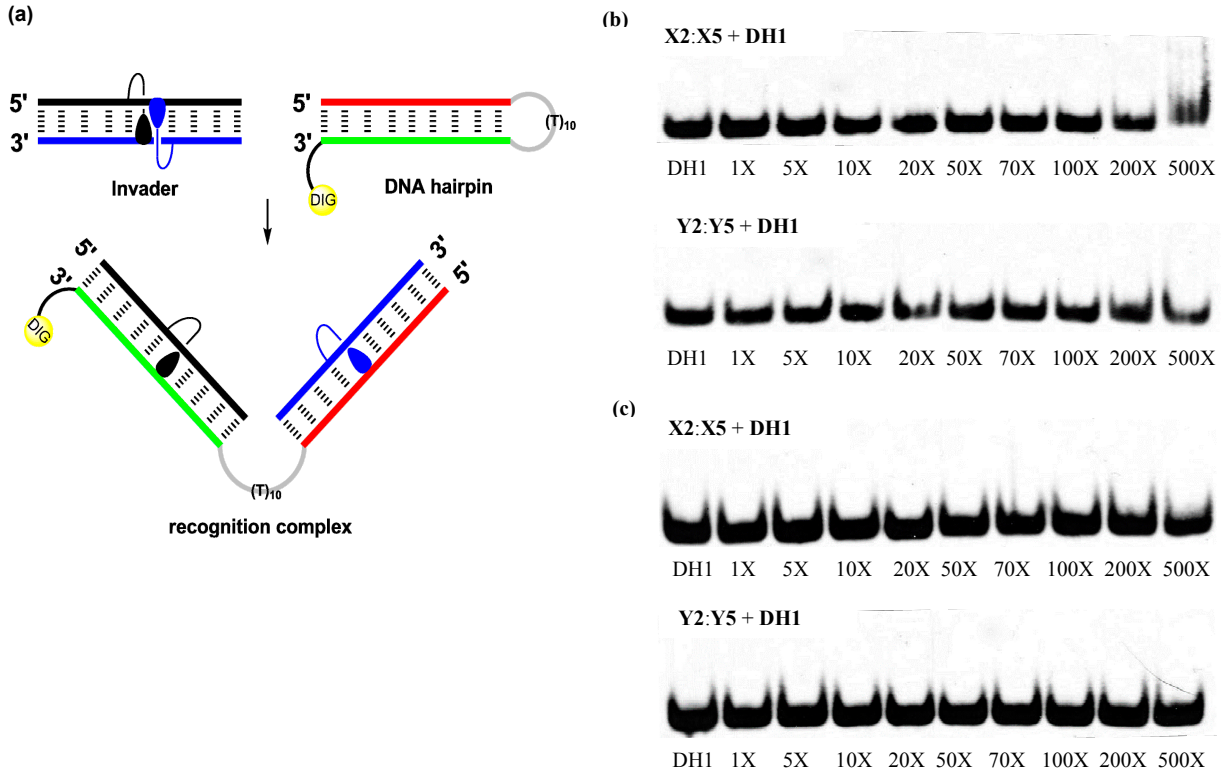 (a)
5'
3'
Invader
5'
3'
(T)10
DIG
DNA hairpin
5'
3'
DIG
3'
5'
(T)10
recognition complex
(b)
X2:X5 + DH1
DH1 1X 5X 10X 20X 50X 70X 100X 200X 500X
Y2:Y5 + DH1
DH1 1X 5X 10X 20X 50X 70X 100X 200X 500X
(c)
X2:X5 + DH1
DH1 1X 5X 10X 20X 50X 70X 100X 200X 500X
Y2:Y5 + DH1
DH1 1X 5X 10X 20X 50X 70X 100X 200X 500X